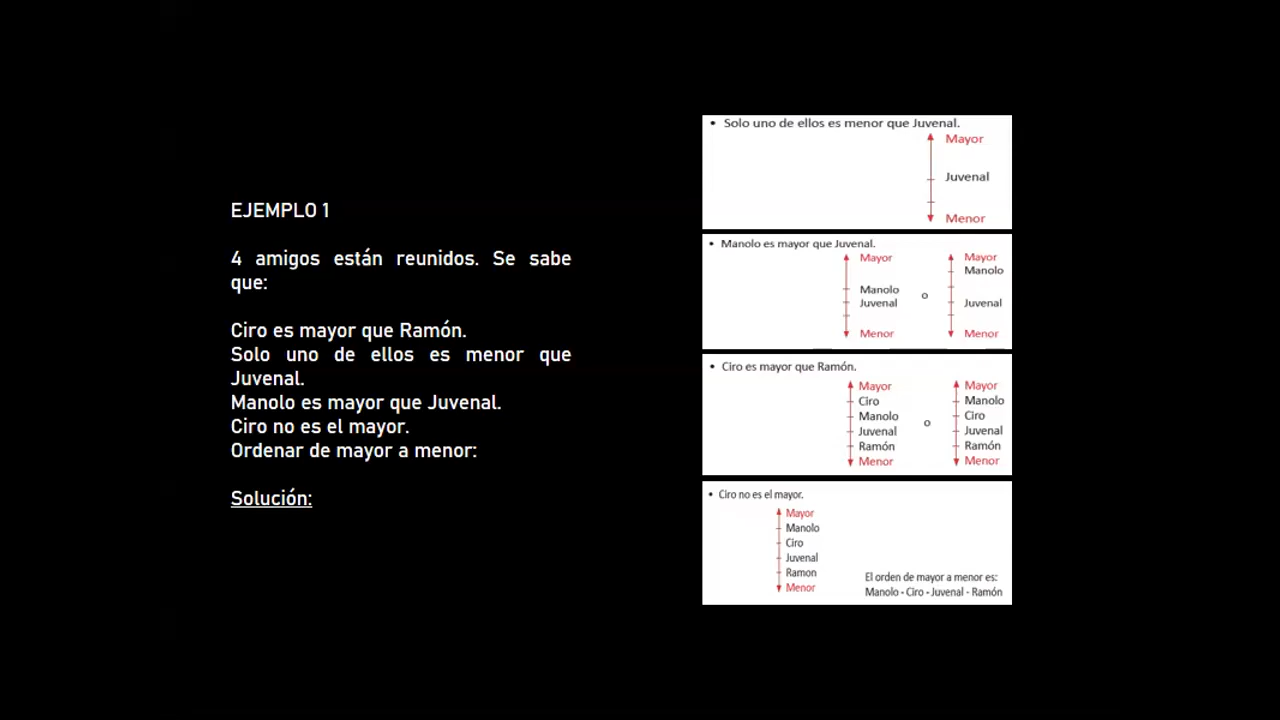 EJEMPLO 1
4 amigos están reunidos. Se sabe
que:
Ciro es mayor que Ramón.
Solo uno de ellos es menor que
Juvenal.
Manolo es mayor que Juvenal.
Ciro no es el mayor.
Ordenar de mayor a menor:
Solución:
• Solo uno de ellos es menor que Juvenal.
Mayor
Juvenal
Menor
• Manolo es mayor que Juvenal.
Mayor
Manolo
Juvenal
Menor
o
Mayor
Manolo
Juvenal
Menor
• Ciro es mayor que Ramón.
Mayor
Ciro
Manolo
Juvenal
Ramón
Menor
o
Mayor
Manolo
Ciro
Juvenal
Ramón
Menor
• Ciro no es el mayor.
Mayor
Manolo
Ciro
Juvenal
Ramon
Menor
El orden de mayor a menor es:
Manolo - Ciro - Juvenal - Ramón